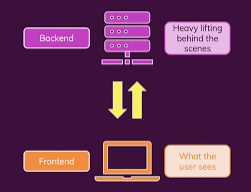 Backend
Heavy lifting
behind the
scenes
Frontend
What the
user sees